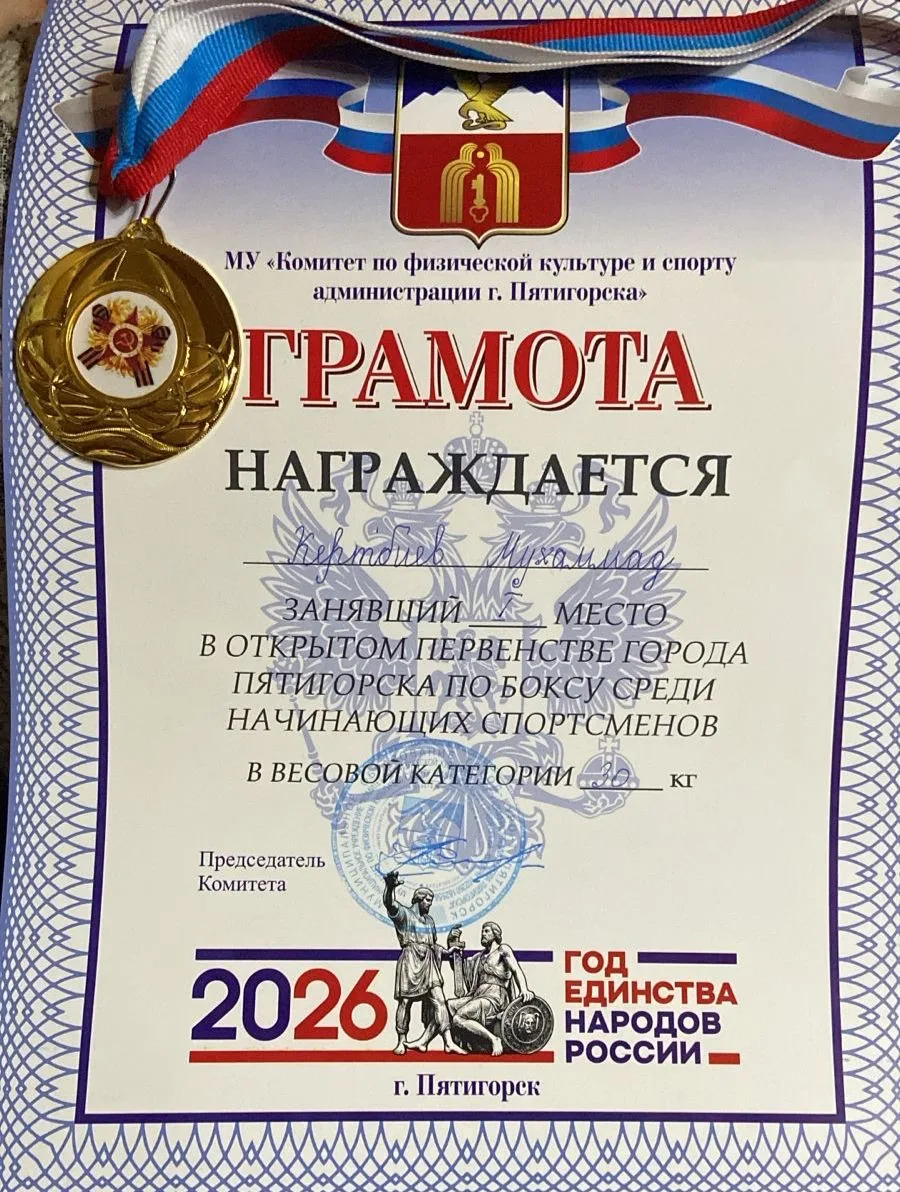 МУ «Комитет по физической культуре и спорту
администрации г. Пятигорска»
ГРАМОТА
НАГРАЖДАЕТСЯ
Кертбиев Мухаммад
ЗАНЯВШИЙ I МЕСТО
В ОТКРЫТОМ ПЕРВЕНСТВЕ ГОРОДА
ПЯТИГОРСКА ПО БОКСУ СРЕДИ
НАЧИНАЮЩИХ СПОРТСМЕНОВ
В ВЕСОВОЙ КАТЕГОРИИ 30 кг
Председатель
Комитета
2026
ГОД
ЕДИНСТВА
НАРОДОВ
РОССИИ
г. Пятигорск